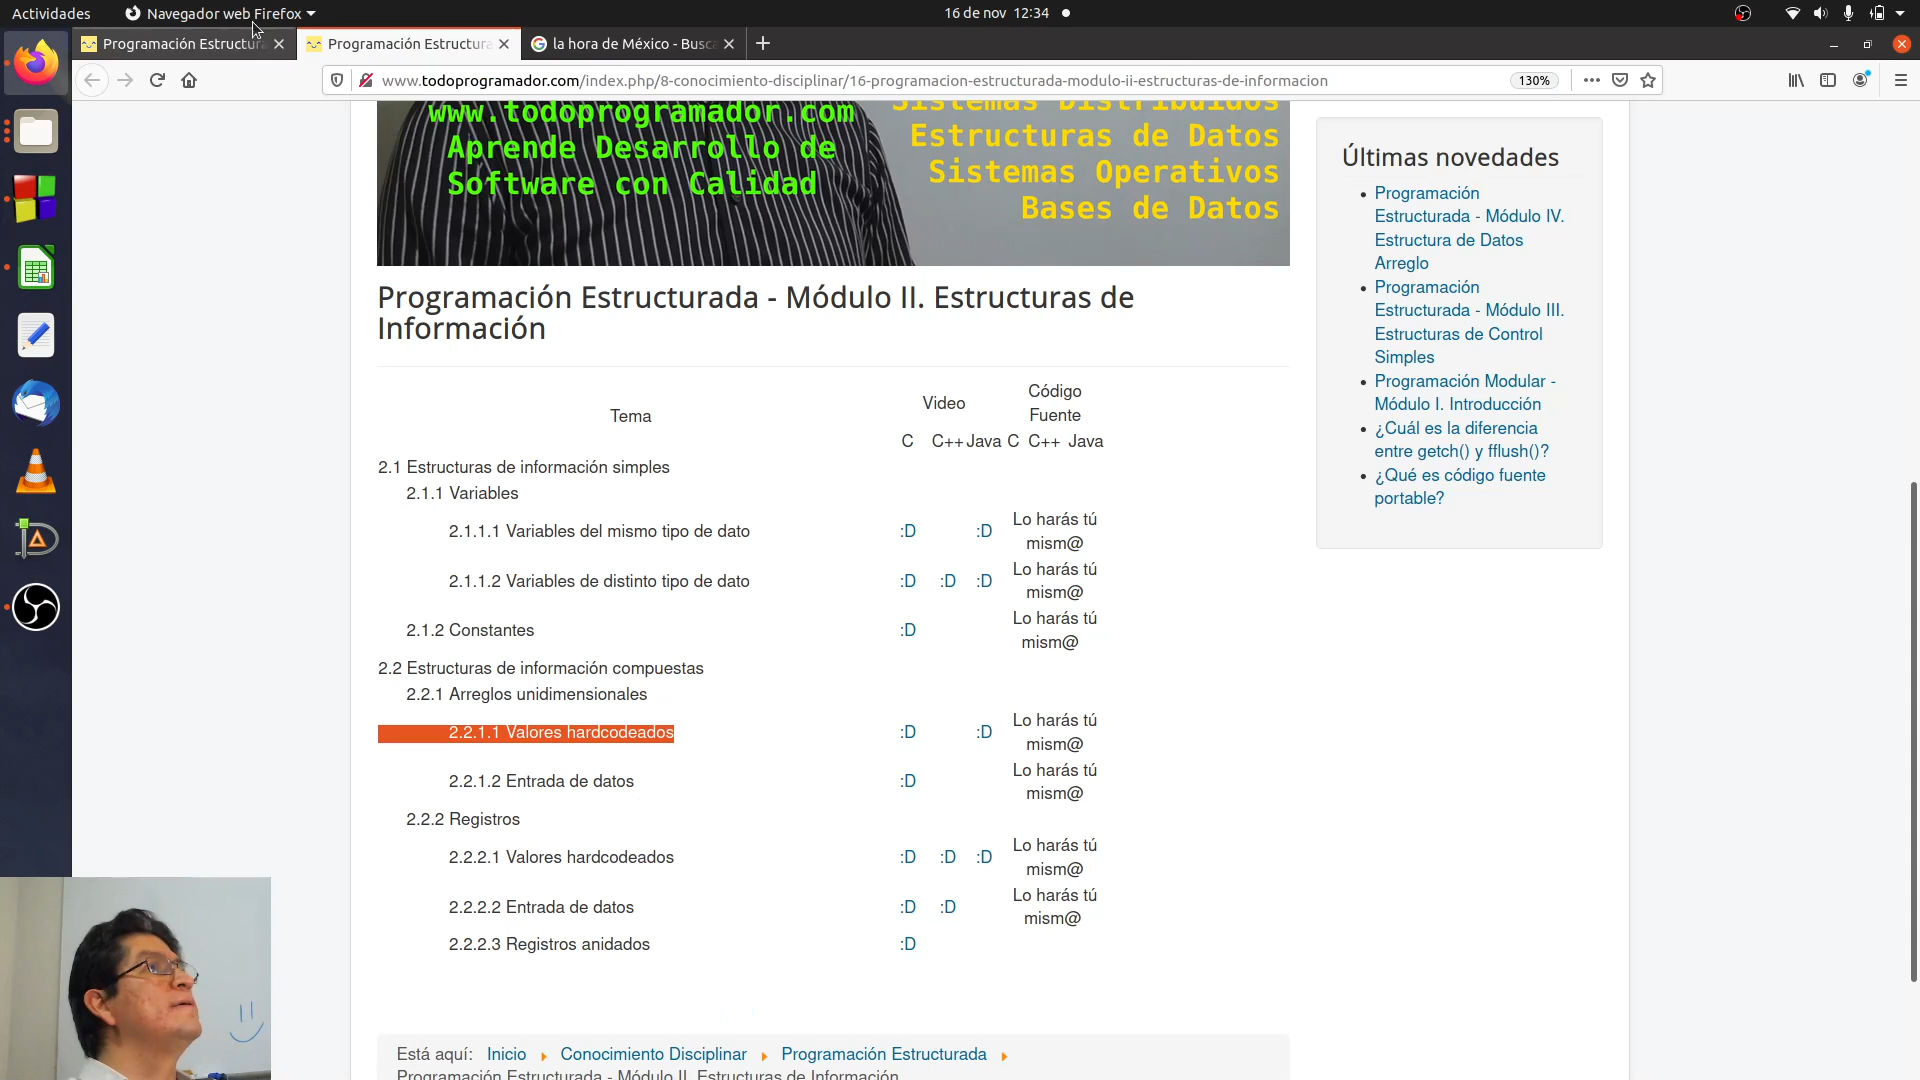 Actividades
Navegador web Firefox
16 de nov 12:34
Programación Estructura
Programación Estructura
la hora de México - Busc
www.todoprogramador.com/index.php/8-conocimiento-disciplinar/16-programacion-estructurada-modulo-ii-estructuras-de-informacion
130%
www.todoprogramador.com
Aprende Desarrollo de
Software con Calidad
Sistemas Distribuidos
Estructuras de Datos
Sistemas Operativos
Bases de Datos
Programación Estructurada - Módulo II. Estructuras de
Información
Tema
Video
Código
Fuente
C C++ Java C C++ Java
2.1 Estructuras de información simples
2.1.1 Variables
2.1.1.1 Variables del mismo tipo de dato :D :D Lo harás tú
mism@
2.1.1.2 Variables de distinto tipo de dato :D :D :D Lo harás tú
mism@
2.1.2 Constantes :D Lo harás tú
mism@
2.2 Estructuras de información compuestas
2.2.1 Arreglos unidimensionales
2.2.1.1 Valores hardcodeados :D :D Lo harás tú
mism@
2.2.1.2 Entrada de datos :D Lo harás tú
mism@
2.2.2 Registros
2.2.2.1 Valores hardcodeados :D :D :D Lo harás tú
mism@
2.2.2.2 Entrada de datos :D :D Lo harás tú
mism@
2.2.2.3 Registros anidados :D
Está aquí: Inicio Conocimiento Disciplinar Programación Estructurada
Programación Estructurada - Módulo II. Estructuras de Información
Últimas novedades
Programación
Estructurada - Módulo IV.
Estructura de Datos
Arreglo
Programación
Estructurada - Módulo III.
Estructuras de Control
Simples
Programación Modular -
Módulo I. Introducción
¿Cuál es la diferencia
entre getch() y fflush()?
¿Qué es código fuente
portable?